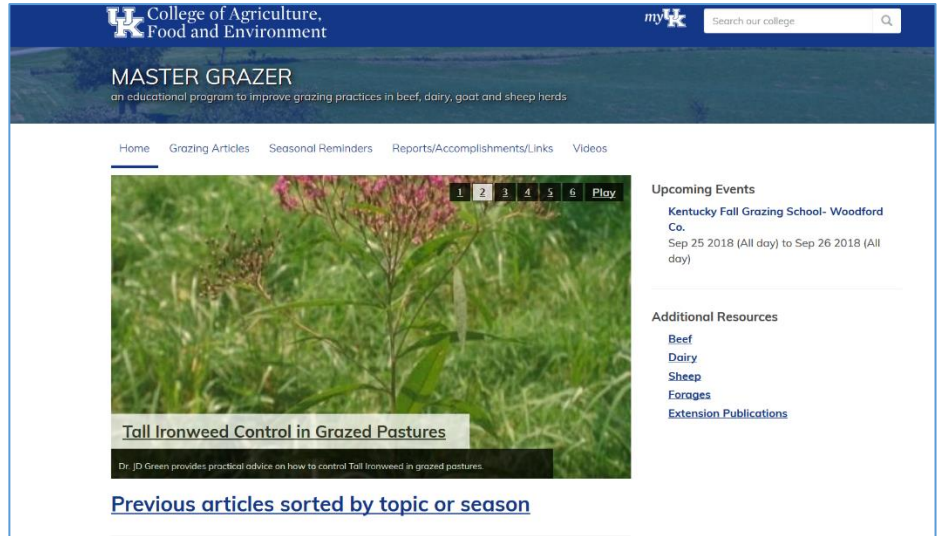 UK College of Agriculture,
Food and Environment
myUK
Search our college
MASTER GRAZER
an educational program to improve grazing practices in beef, dairy, goat and sheep herds
Home Grazing Articles Seasonal Reminders Reports/Accomplishments/Links Videos
1 2 3 4 5 6 Play
Tall Ironweed Control in Grazed Pastures
Dr. JD Green provides practical advice on how to control Tall Ironweed in grazed pastures.
Previous articles sorted by topic or season
Upcoming Events
Kentucky Fall Grazing School- Woodford
Co.
Sep 25 2018 (All day) to Sep 26 2018 (All
day)
Additional Resources
Beef
Dairy
Sheep
Forages
Extension Publications